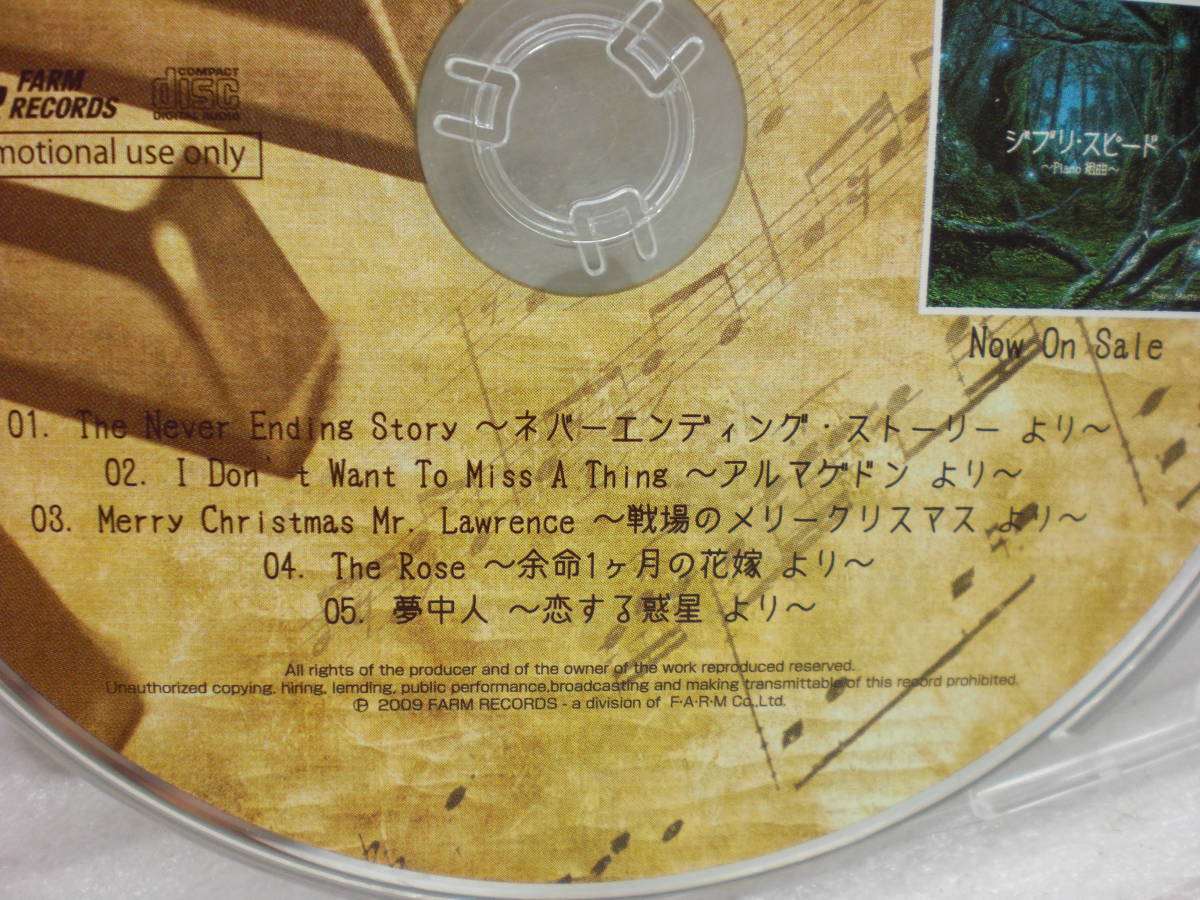 FARM
RECORDS
COMPACT
disc
DIGITAL AUDIO
motional use only
ジブリ・スピード
～Piano 組曲～
Now On Sale
01. The Never Ending Story ～ネバーエンディング・ストーリー より～
02. I Don't Want To Miss A Thing ～アルマゲドン より～
03. Merry Christmas Mr. Lawrence ～戦場のメリークリスマス より～
04. The Rose ～余命1ヶ月の花嫁 より～
05. 夢中人 ～恋する惑星 より～
All rights of the producer and of the owner of the work reproduced reserved.
Unauthorized copying, hiring, lemding, public performance,broadcasting and making transmittable of this record prohibited.
Ⓟ 2009 FARM RECORDS - a division of F・A・R・M Co.,Ltd.